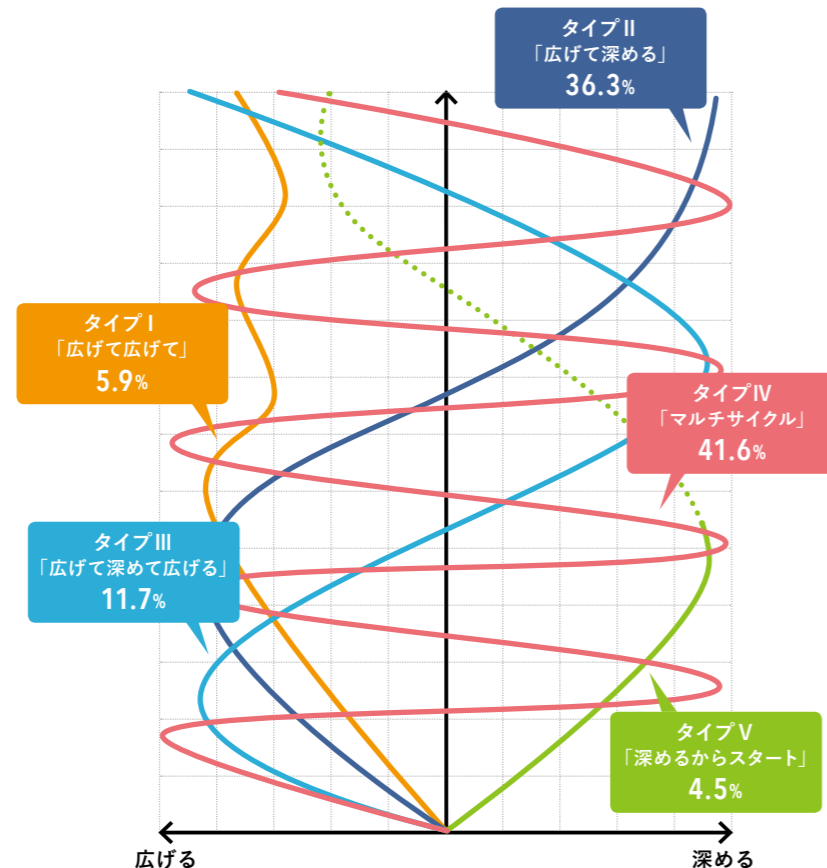 タイプⅡ
「広げて深める」
36.3%
タイプⅠ
「広げて広げて」
5.9%
タイプⅣ
「マルチサイクル」
41.6%
タイプⅢ
「広げて深めて広げる」
11.7%
タイプⅤ
「深めるからスタート」
4.5%
広げる
深める